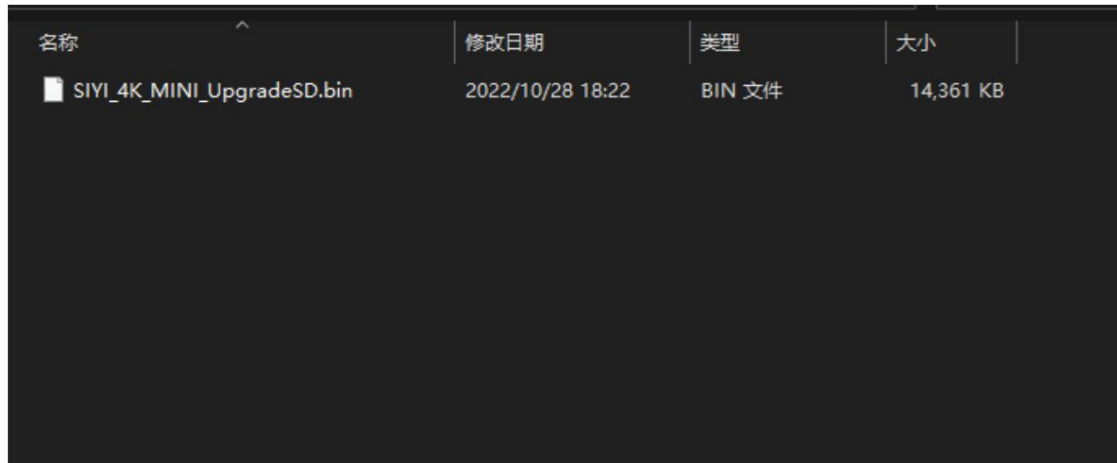 名称 修改日期 类型 大小
SIYI_4K_MINI_UpgradeSD.bin 2022/10/28 18:22 BIN 文件 14,361 KB